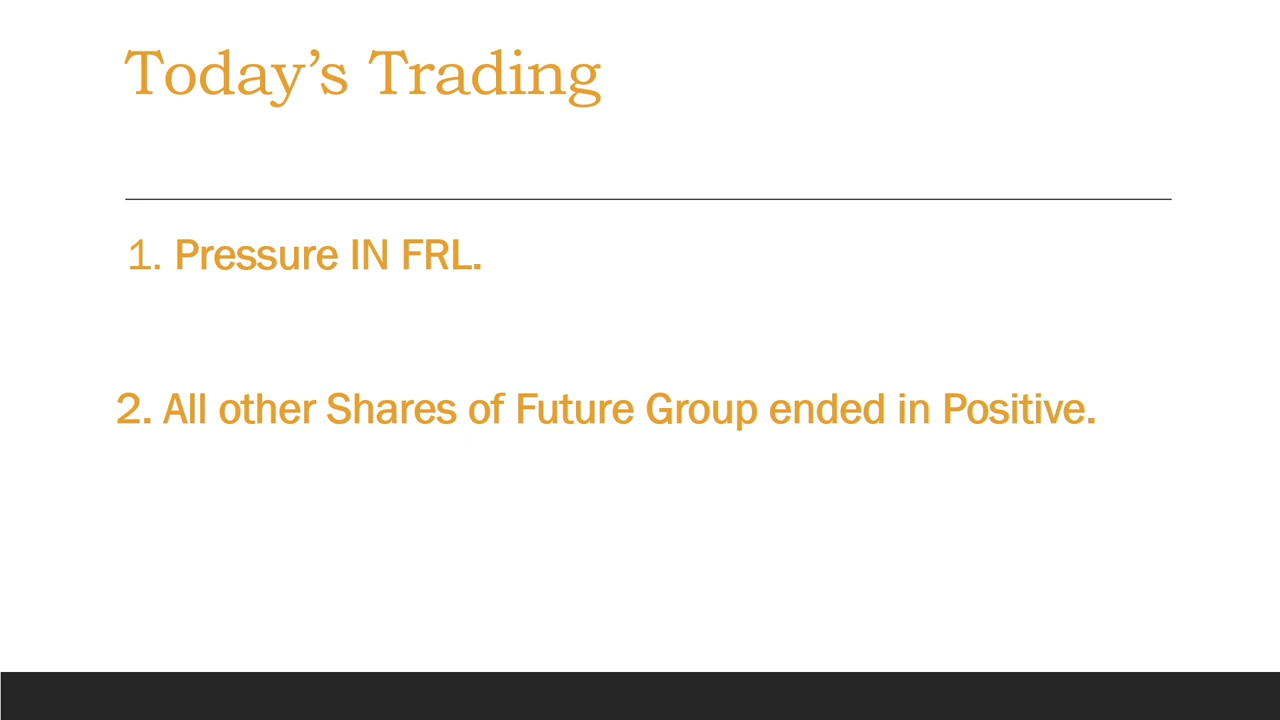 Today’s Trading
1. Pressure IN FRL.
2. All other Shares of Future Group ended in Positive.